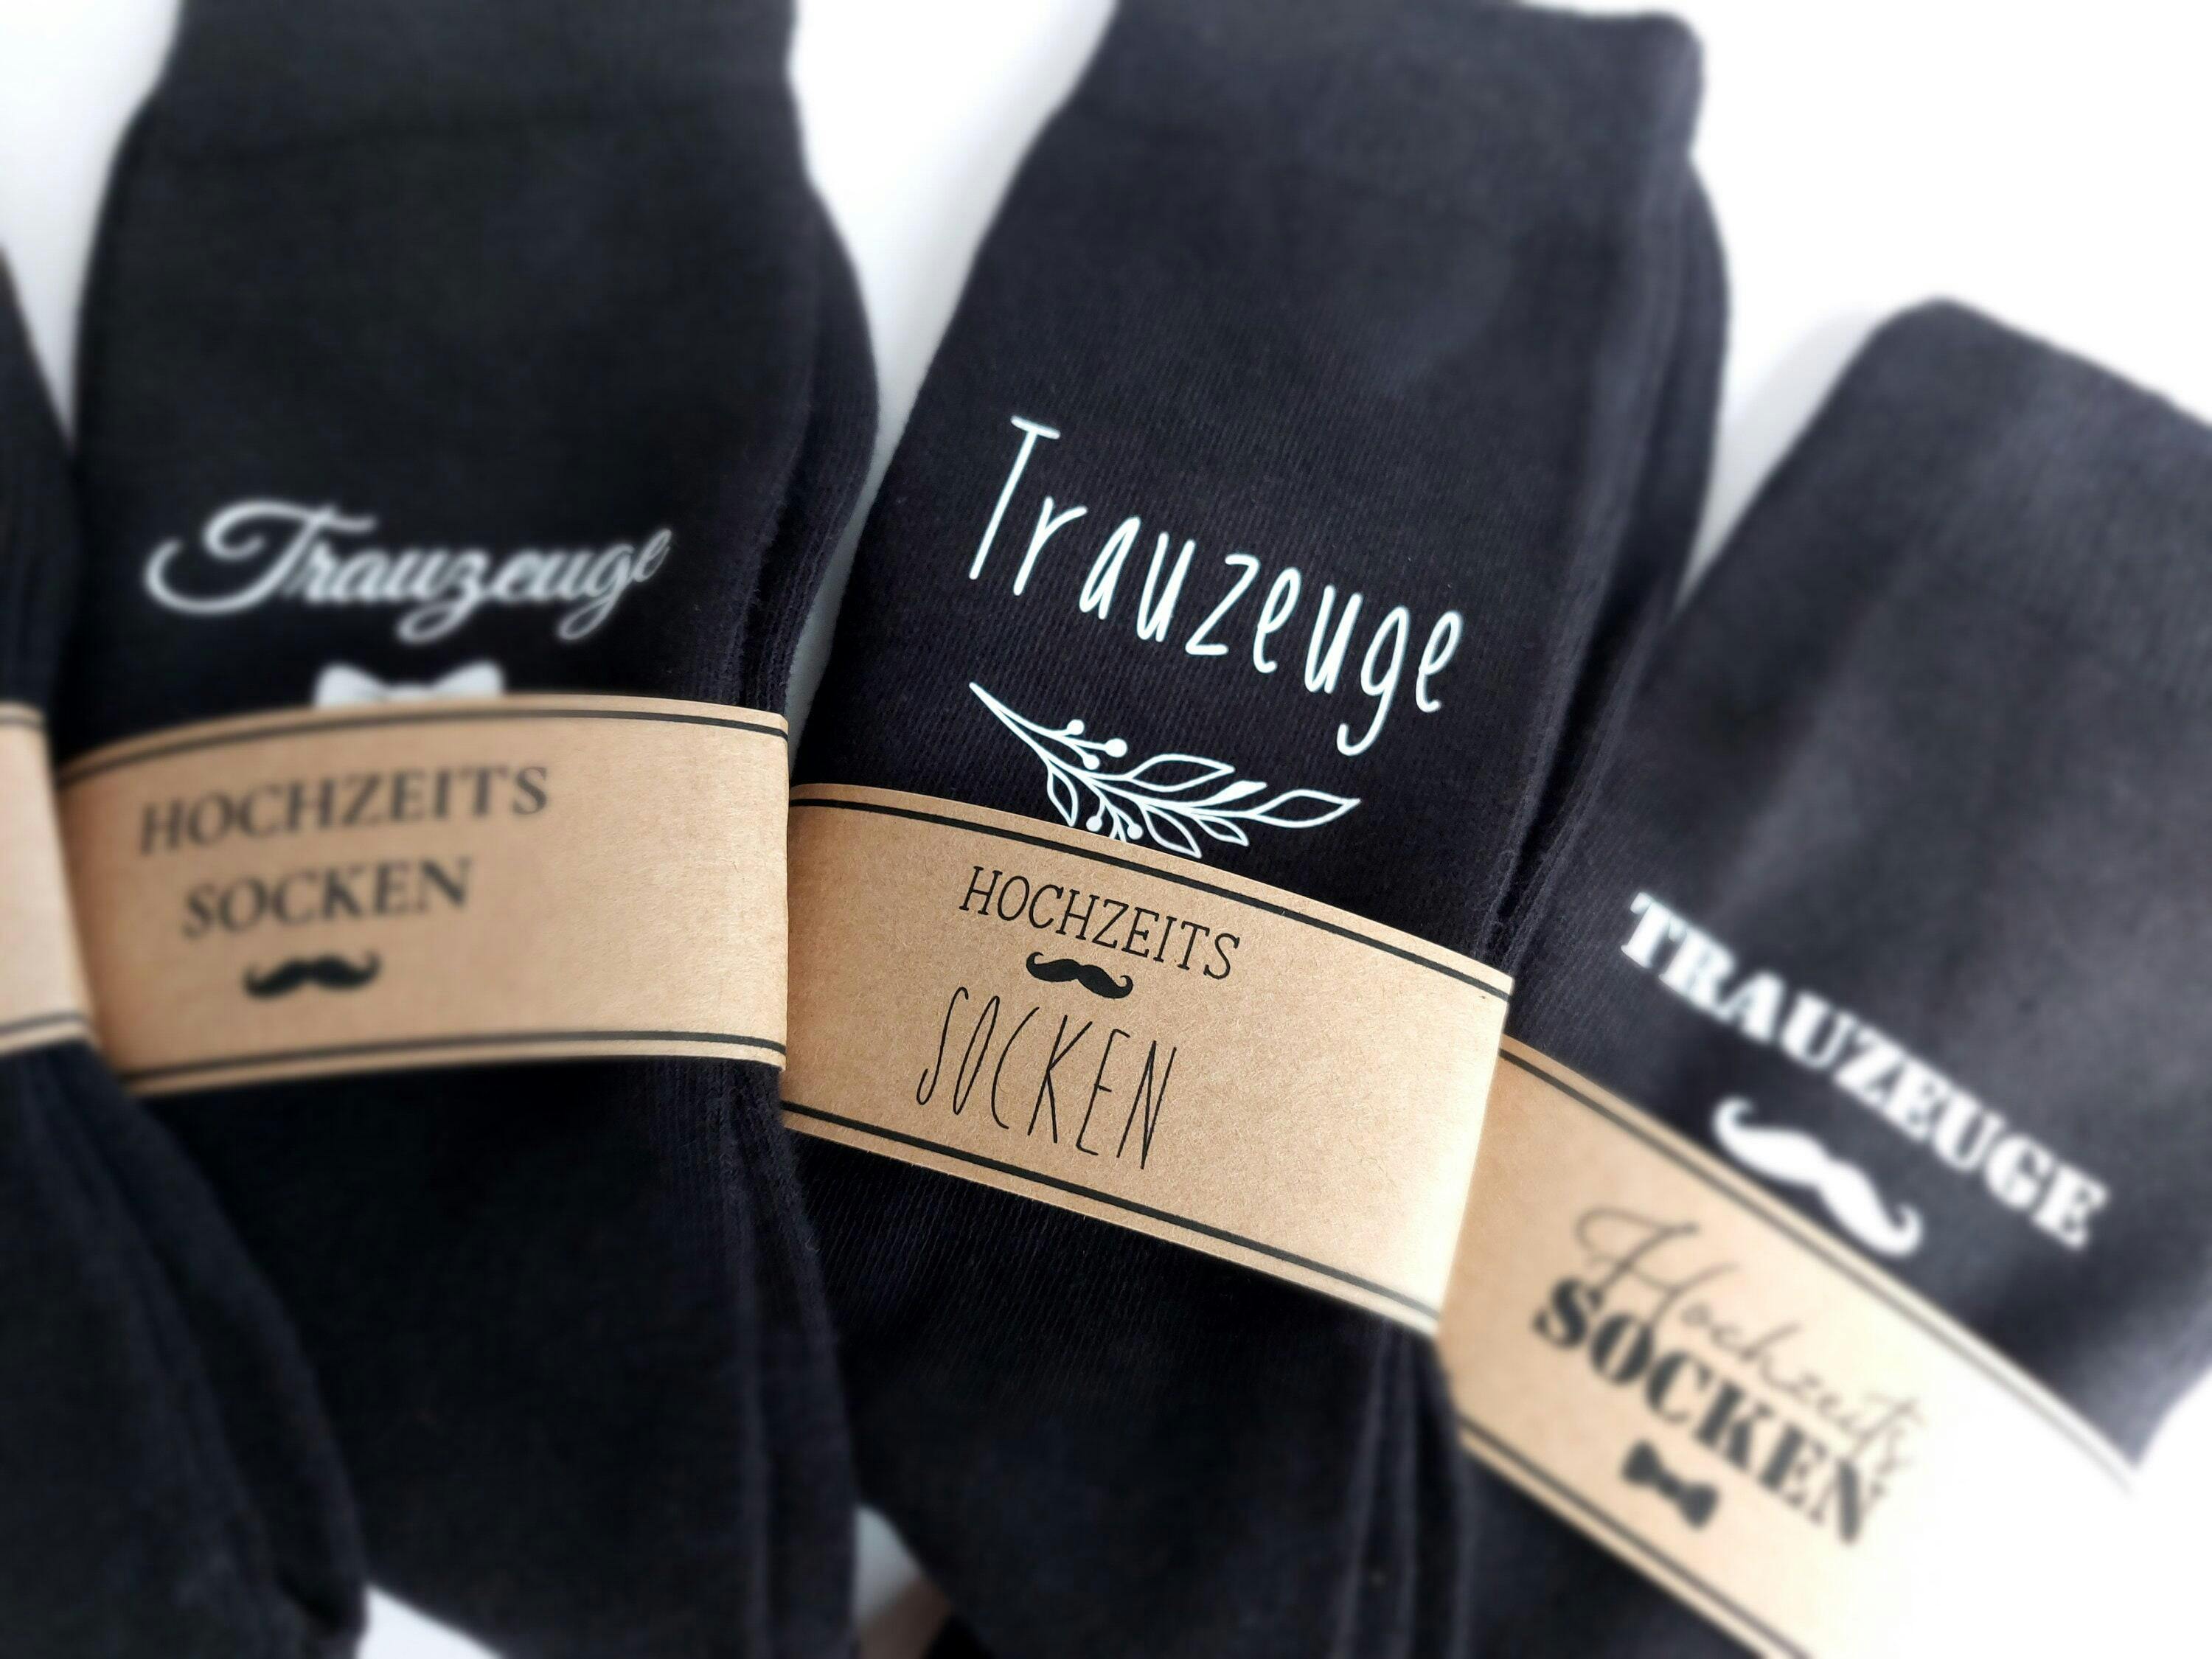 Trauzeuge
HOCHZEITS
SOCKEN
Trauzeuge
HOCHZEITS
SOCKEN
TRAUZEUGE
Hochzeits
SOCKEN